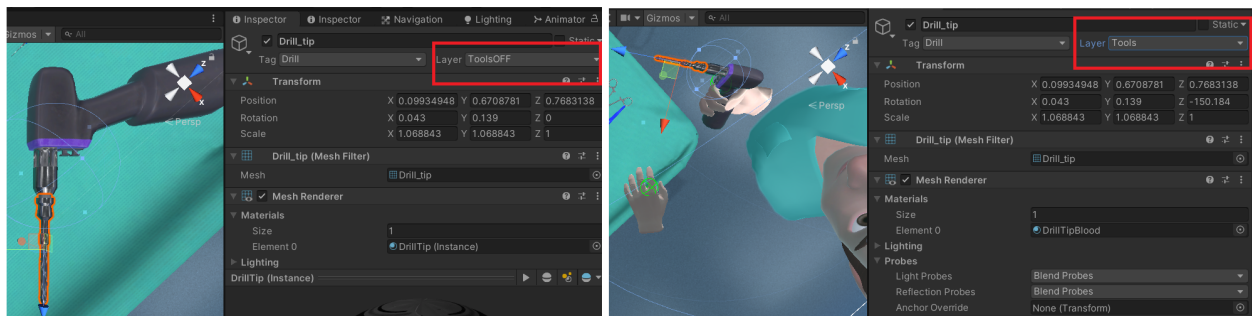 Gizmos All
z
x
Persp
Inspector Inspector Navigation Lighting Animator
Drill_tip Static
Tag Drill Layer ToolsOFF
Transform
Position X 0.09934948 Y 0.6708781 Z 0.7683138
Rotation X 0.043 Y 0.139 Z 0
Scale X 1.068843 Y 1.068843 Z 1
Drill_tip (Mesh Filter)
Mesh Drill_tip
Mesh Renderer
Materials
Size 1
Element 0 DrillTip (Instance)
Lighting
DrillTip (Instance)
Gizmos All
z
x
Persp
Drill_tip Static
Tag Drill Layer Tools
Transform
Position X 0.09934948 Y 0.6708781 Z 0.7683138
Rotation X 0.043 Y 0.139 Z -150.184
Scale X 1.068843 Y 1.068843 Z 1
Drill_tip (Mesh Filter)
Mesh Drill_tip
Mesh Renderer
Materials
Size 1
Element 0 DrillTipBlood
Lighting
Probes
Light Probes Blend Probes
Reflection Probes Blend Probes
Anchor Override None (Transform)